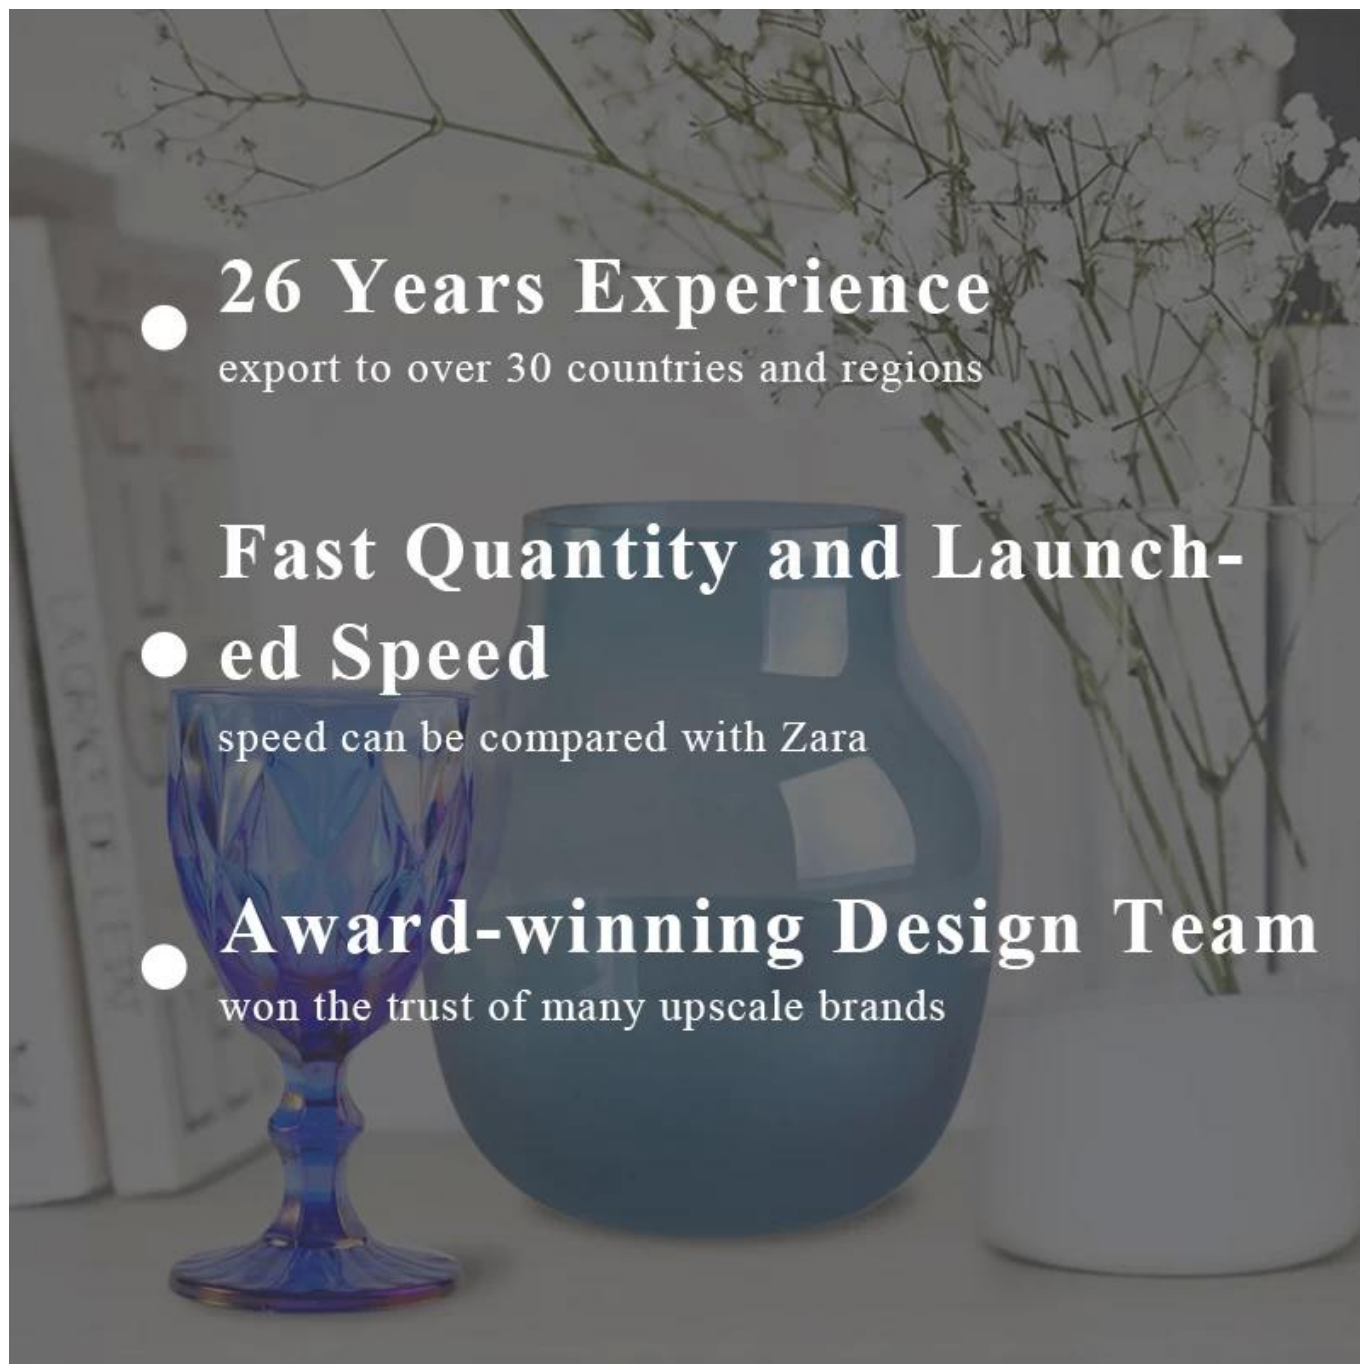 26 Years Experience
export to over 30 countries and regions
Fast Quantity and Launch-
ed Speed
speed can be compared with Zara
Award-winning Design Team
won the trust of many upscale brands